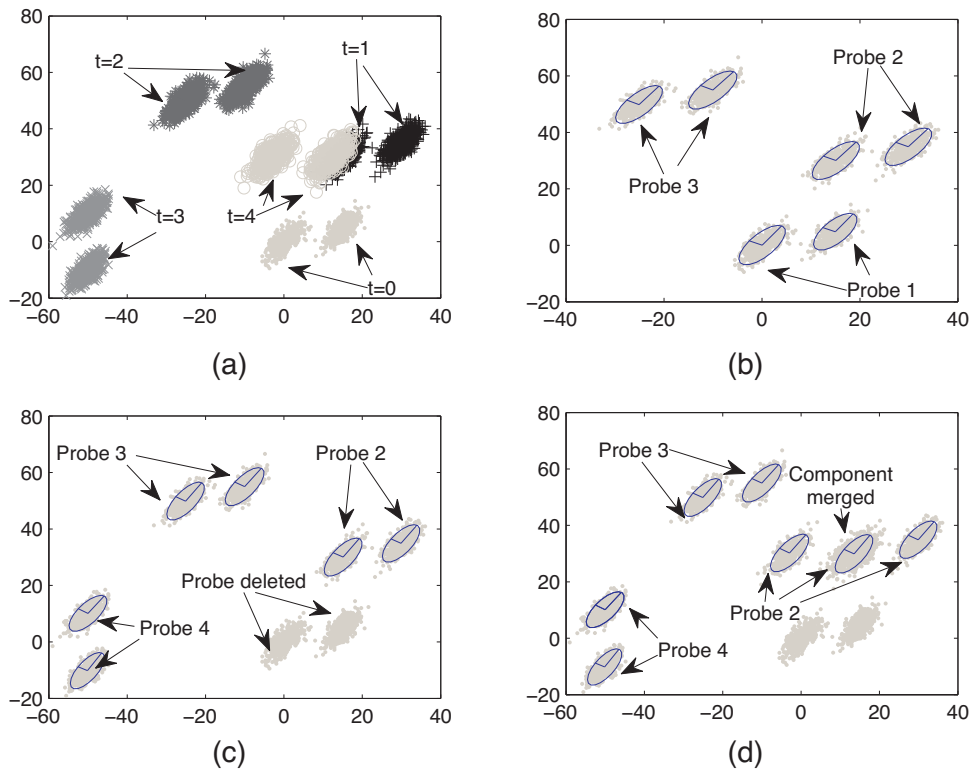 80
60
40
20
0
−20
−60 −40 −20 0 20 40
t=2
t=1
t=3
t=4
t=0
(a)
80
60
40
20
0
−20
−40 −20 0 20 40
Probe 2
Probe 3
Probe 1
(b)
80
60
40
20
0
−20
−60 −40 −20 0 20 40
Probe 3
Probe 2
Probe deleted
Probe 4
(c)
80
60
40
20
0
−20
−60 −40 −20 0 20 40
Probe 3
Component
merged
Probe 2
Probe 4
(d)